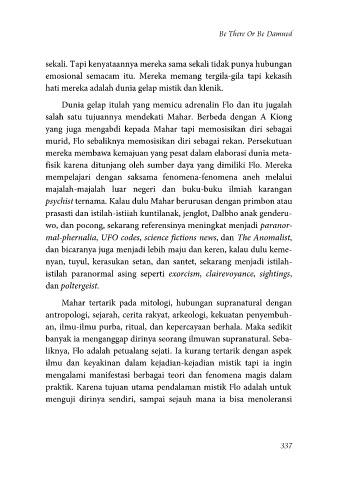 Be There Or Be Damned
sekali. Tapi kenyataannya mereka sama sekali tidak punya hubungan
emosional semacam itu. Mereka memang tergila-gila tapi kekasih
hati mereka adalah dunia gelap mistik dan klenik.
Dunia gelap itulah yang memicu adrenalin Flo dan itu jugalah
salah satu tujuannya mendekati Mahar. Berbeda dengan A Kiong
yang juga mengabdi kepada Mahar tapi memosisikan diri sebagai
murid, Flo sebaliknya memosisikan diri sebagai rekan. Persekutuan
mereka membawa kemajuan yang pesat dalam elaborasi dunia meta-
fisik karena ditunjang oleh sumber daya yang dimiliki Flo. Mereka
mempelajari dengan saksama fenomena-fenomena aneh melalui
majalah-majalah luar negeri dan buku-buku ilmiah karangan
psychist ternama. Kalau dulu Mahar berurusan dengan primbon atau
prasasti dan istilah-istilah kuntilanak, jenglot, Dalbho anak genderu-
wo, dan pocong, sekarang referensinya meningkat menjadi paranor-
mal-phernalia, UFO codes, science fictions news, dan The Anomalist,
dan bicaranya juga menjadi lebih maju dan keren, kalau dulu keme-
nyan, tuyul, kerasukan setan, dan santet, sekarang menjadi istilah-
istilah paranormal asing seperti exorcism, clairevoyance, sightings,
dan poltergeist.
Mahar tertarik pada mitologi, hubungan supranatural dengan
antropologi, sejarah, cerita rakyat, arkeologi, kekuatan penyembuh-
an, ilmu-ilmu purba, ritual, dan kepercayaan berhala. Maka sedikit
banyak ia menganggap dirinya seorang ilmuwan supranatural. Seba-
liknya, Flo adalah petualang sejati. Ia kurang tertarik dengan aspek
ilmu dan keyakinan dalam kejadian-kejadian mistik tapi ia ingin
mengalami manifestasi berbagai teori dan fenomena magis dalam
praktik. Karena tujuan utama pendalaman mistik Flo adalah untuk
menguji dirinya sendiri, sampai sejauh mana ia bisa menoleransi
337